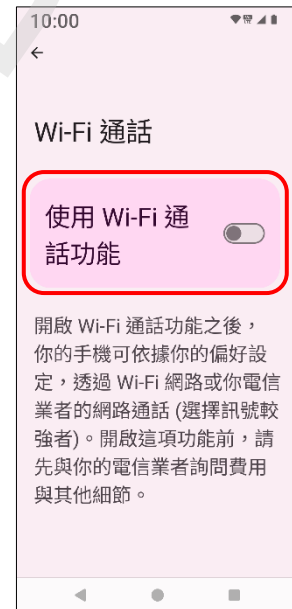 10:00
Wi-Fi 通話
使用 Wi-Fi 通
話功能
開啟 Wi-Fi 通話功能之後，
你的手機可依據你的偏好設
定，透過 Wi-Fi 網路或你電信
業者的網路通話 (選擇訊號較
強者)。開啟這項功能前，請
先與你的電信業者詢問費用
與其他細節。